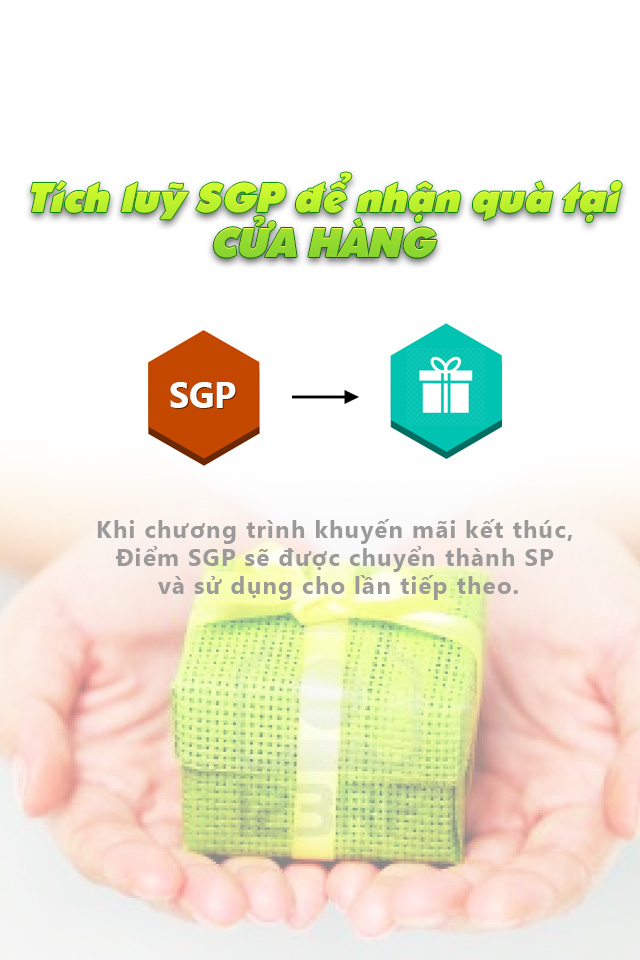 Tích luỹ SGP để nhận quà tại
CỬA HÀNG
SGP
Khi chương trình khuyến mãi kết thúc,
Điểm SGP sẽ được chuyển thành SP
và sử dụng cho lần tiếp theo.